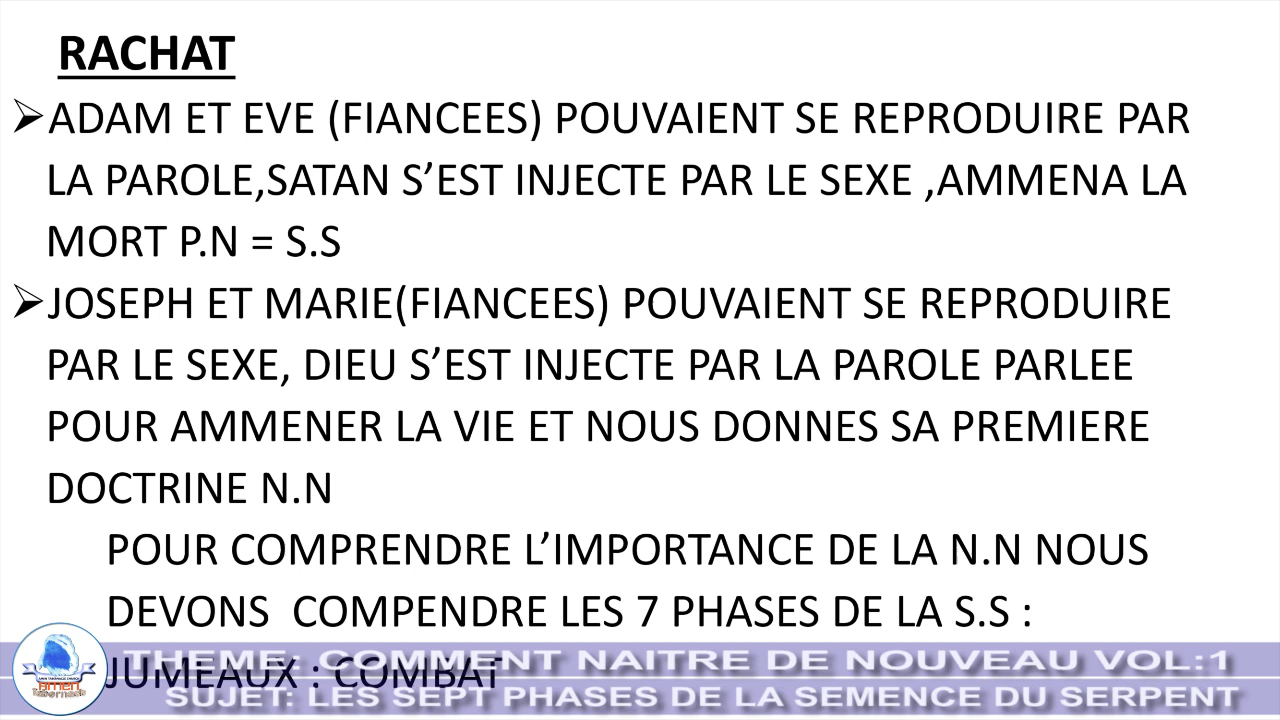 RACHAT
➢ADAM ET EVE (FIANCEES) POUVAIENT SE REPRODUIRE PAR
LA PAROLE,SATAN S’EST INJECTE PAR LE SEXE ,AMMENA LA
MORT P.N = S.S
➢JOSEPH ET MARIE(FIANCEES) POUVAIENT SE REPRODUIRE
PAR LE SEXE, DIEU S’EST INJECTE PAR LA PAROLE PARLEE
POUR AMMENER LA VIE ET NOUS DONNES SA PREMIERE
DOCTRINE N.N
POUR COMPRENDRE L’IMPORTANCE DE LA N.N NOUS
DEVONS  COMPENDRE LES 7 PHASES DE LA S.S :
JUMEAUX : COMBAT
THEME: COMMENT NAITRE DE NOUVEAU VOL:1
SUJET: LES SEPT PHASES DE LA SEMENCE DU SERPENT
AMEN TABERNACLE CHURCH
AMEN